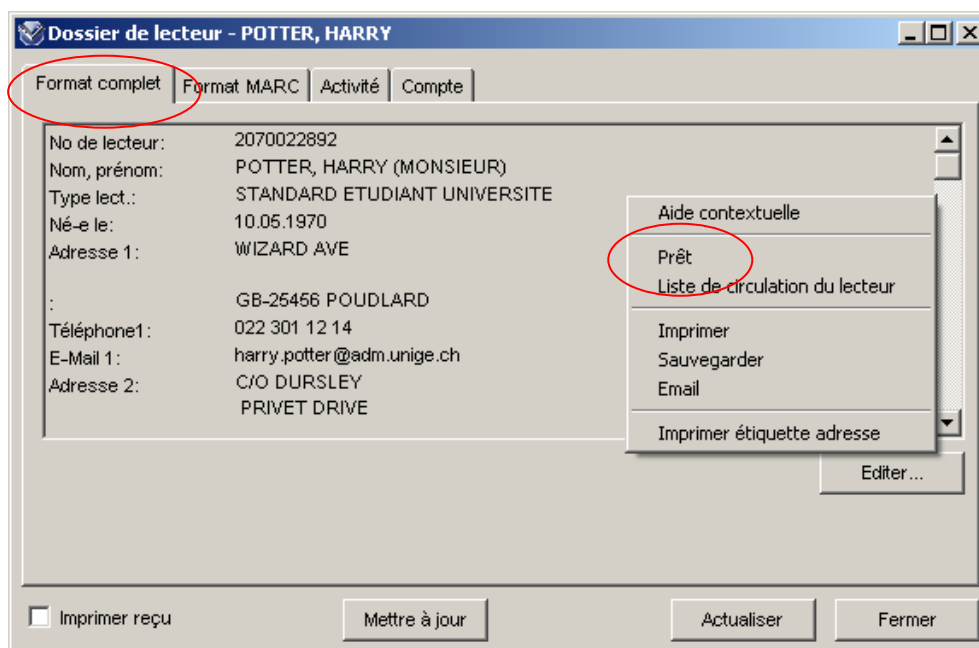 Dossier de lecteur - POTTER, HARRY
Format complet Format MARC Activité Compte
No de lecteur: 2070022892
Nom, prénom: POTTER, HARRY (MONSIEUR)
Type lect.: STANDARD ETUDIANT UNIVERSITE
Né-e le: 10.05.1970
Adresse 1: WIZARD AVE
: GB-25456 POUDLARD
Téléphone1: 022 301 12 14
E-Mail 1: harry.potter@adm.unige.ch
Adresse 2: C/O DURSLEY
PRIVET DRIVE
Aide contextuelle
Prêt
Liste de circulation du lecteur
Imprimer
Sauvegarder
Email
Imprimer étiquette adresse
Editer...
Imprimer reçu Mettre à jour Actualiser Fermer